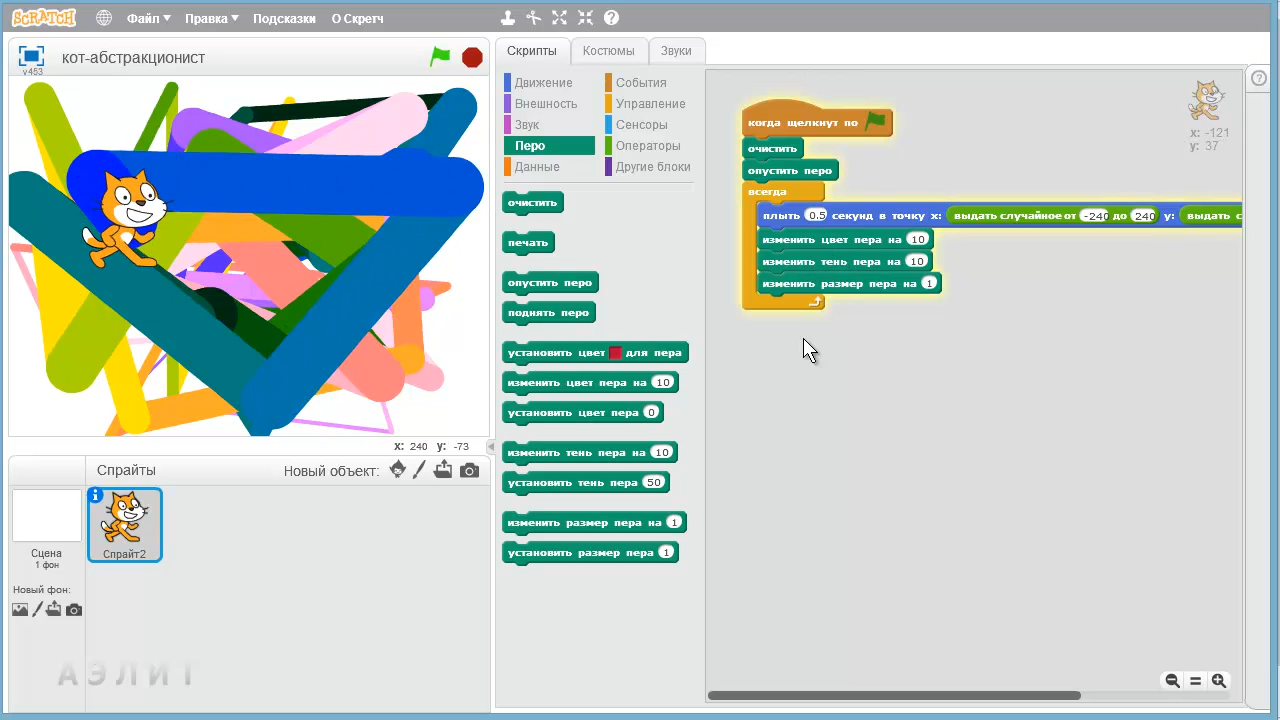 SCRATCH
Файл
Правка
Подсказки
О Скретч
v453
кот-абстракционист
x: 240 y: -73
Спрайты
Новый объект:
Сцена
1 фон
Новый фон:
Спрайт2
АЭЛИТ
Скрипты
Костюмы
Звуки
Движение
События
Внешность
Управление
Звук
Сенсоры
Перо
Операторы
Данные
Другие блоки
очистить
печать
опустить перо
поднять перо
установить цвет для пера
изменить цвет пера на 10
установить цвет пера 0
изменить тень пера на 10
установить тень пера 50
изменить размер пера на 1
установить размер пера 1
когда щелкнут по
очистить
опустить перо
всегда
плыть 0.5 секунд в точку x: выдать случайное от -240 до 240 y: выдать с
изменить цвет пера на 10
изменить тень пера на 10
изменить размер пера на 1
x: -121
y: 37